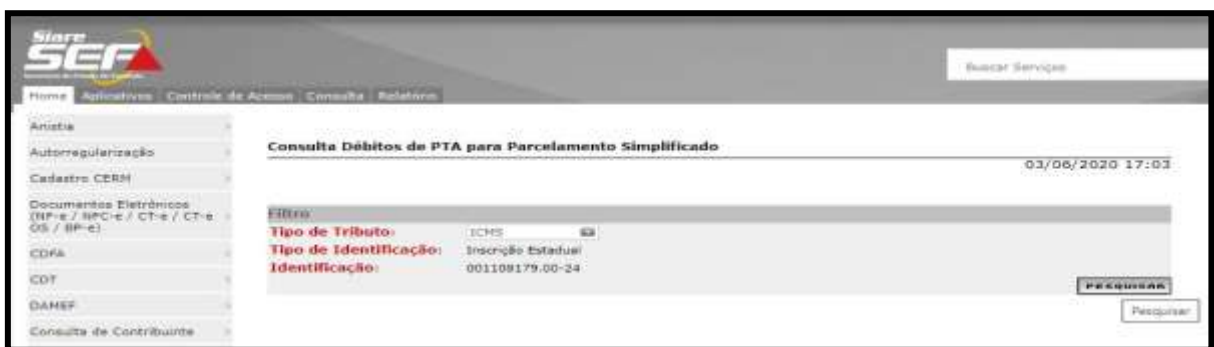 Siare
SEF
Buscar Serviços
Home Aplicativos Controle de Acesso Consulta Relatório
Anistia
Autorregularização
Cadastro CERM
Documentos Eletrônicos
(NF-e / NFC-e / CT-e / CT-e
OS / BP-e)
CDFA
CDT
DAMEF
Consulta de Contribuinte
Consulta Débitos de PTA para Parcelamento Simplificado
03/06/2020 17:03
Filtro
Tipo de Tributo: ICMS
Tipo de Identificação: Inscrição Estadual
Identificação: 001109179.00-24
PESQUISAR
Pesquisar